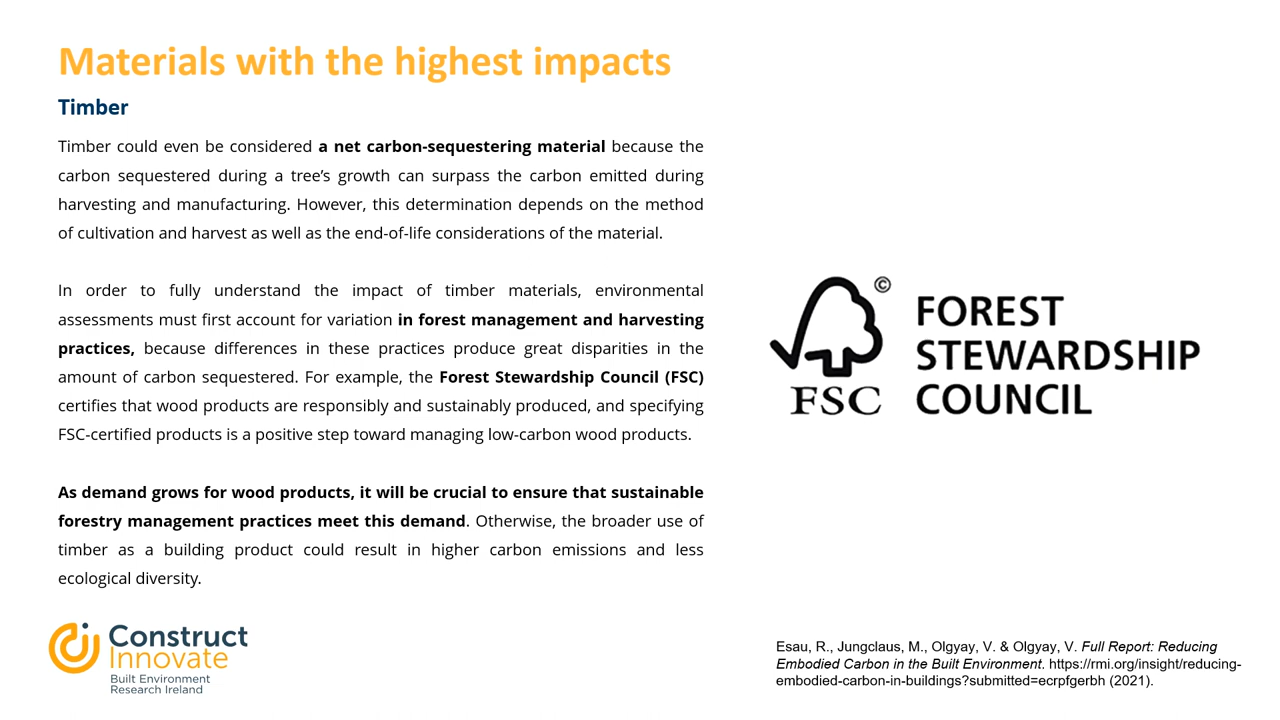 Materials with the highest impacts
Timber
Timber could even be considered a net carbon-sequestering material because the
carbon sequestered during a tree’s growth can surpass the carbon emitted during
harvesting and manufacturing. However, this determination depends on the method
of cultivation and harvest as well as the end-of-life considerations of the material.
In order to fully understand the impact of timber materials, environmental
assessments must first account for variation in forest management and harvesting
practices, because differences in these practices produce great disparities in the
amount of carbon sequestered. For example, the Forest Stewardship Council (FSC)
certifies that wood products are responsibly and sustainably produced, and specifying
FSC-certified products is a positive step toward managing low-carbon wood products.
As demand grows for wood products, it will be crucial to ensure that sustainable
forestry management practices meet this demand. Otherwise, the broader use of
timber as a building product could result in higher carbon emissions and less
ecological diversity.
©
FSC
FOREST
STEWARDSHIP
COUNCIL
Construct
Innovate
Built Environment
Research Ireland
Esau, R., Jungclaus, M., Olgyay, V. & Olgyay, V. Full Report: Reducing
Embodied Carbon in the Built Environment. https://rmi.org/insight/reducing-
embodied-carbon-in-buildings?submitted=ecrpfgerbh (2021).